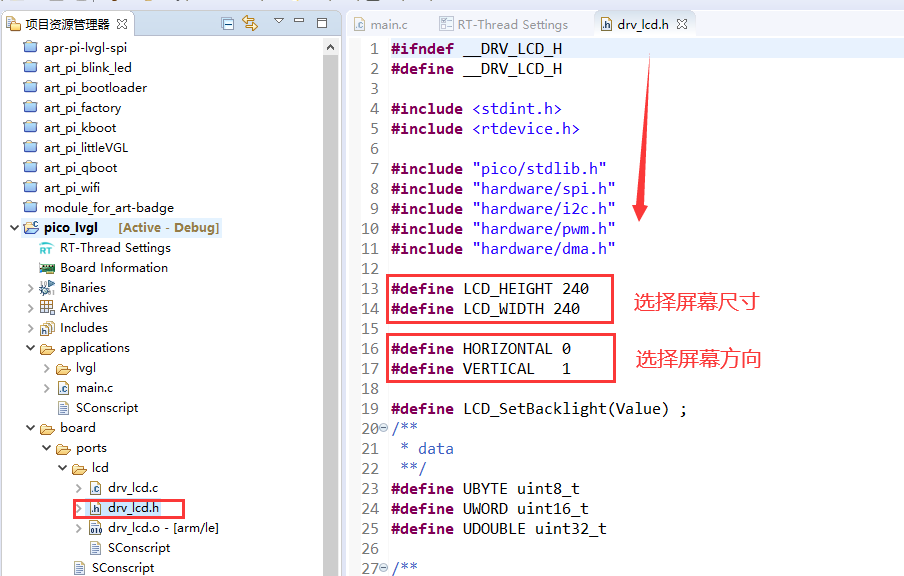 项目资源管理器
apr-pi-lvgl-spi
art_pi_blink_led
art_pi_bootloader
art_pi_factory
art_pi_kboot
art_pi_littleVGL
art_pi_qboot
art_pi_wifi
module_for_art-badge
pico_lvgl [Active - Debug]
RT-Thread Settings
Board Information
Binaries
Archives
Includes
applications
lvgl
main.c
SConscript
board
ports
lcd
drv_lcd.c
drv_lcd.h
drv_lcd.o - [arm/le]
SConscript
SConscript
main.c RT-Thread Settings drv_lcd.h
1 #ifndef __DRV_LCD_H
2 #define __DRV_LCD_H
3
4 #include <stdint.h>
5 #include <rtdevice.h>
6
7 #include "pico/stdlib.h"
8 #include "hardware/spi.h"
9 #include "hardware/i2c.h"
10 #include "hardware/pwm.h"
11 #include "hardware/dma.h"
12
13 #define LCD_HEIGHT 240
14 #define LCD_WIDTH 240
选择屏幕尺寸
15
16 #define HORIZONTAL 0
17 #define VERTICAL 1
选择屏幕方向
18
19 #define LCD_SetBacklight(Value) ;
20 /**
21 * data
22 **/
23 #define UBYTE uint8_t
24 #define UWORD uint16_t
25 #define UDOUBLE uint32_t
26
27 /**